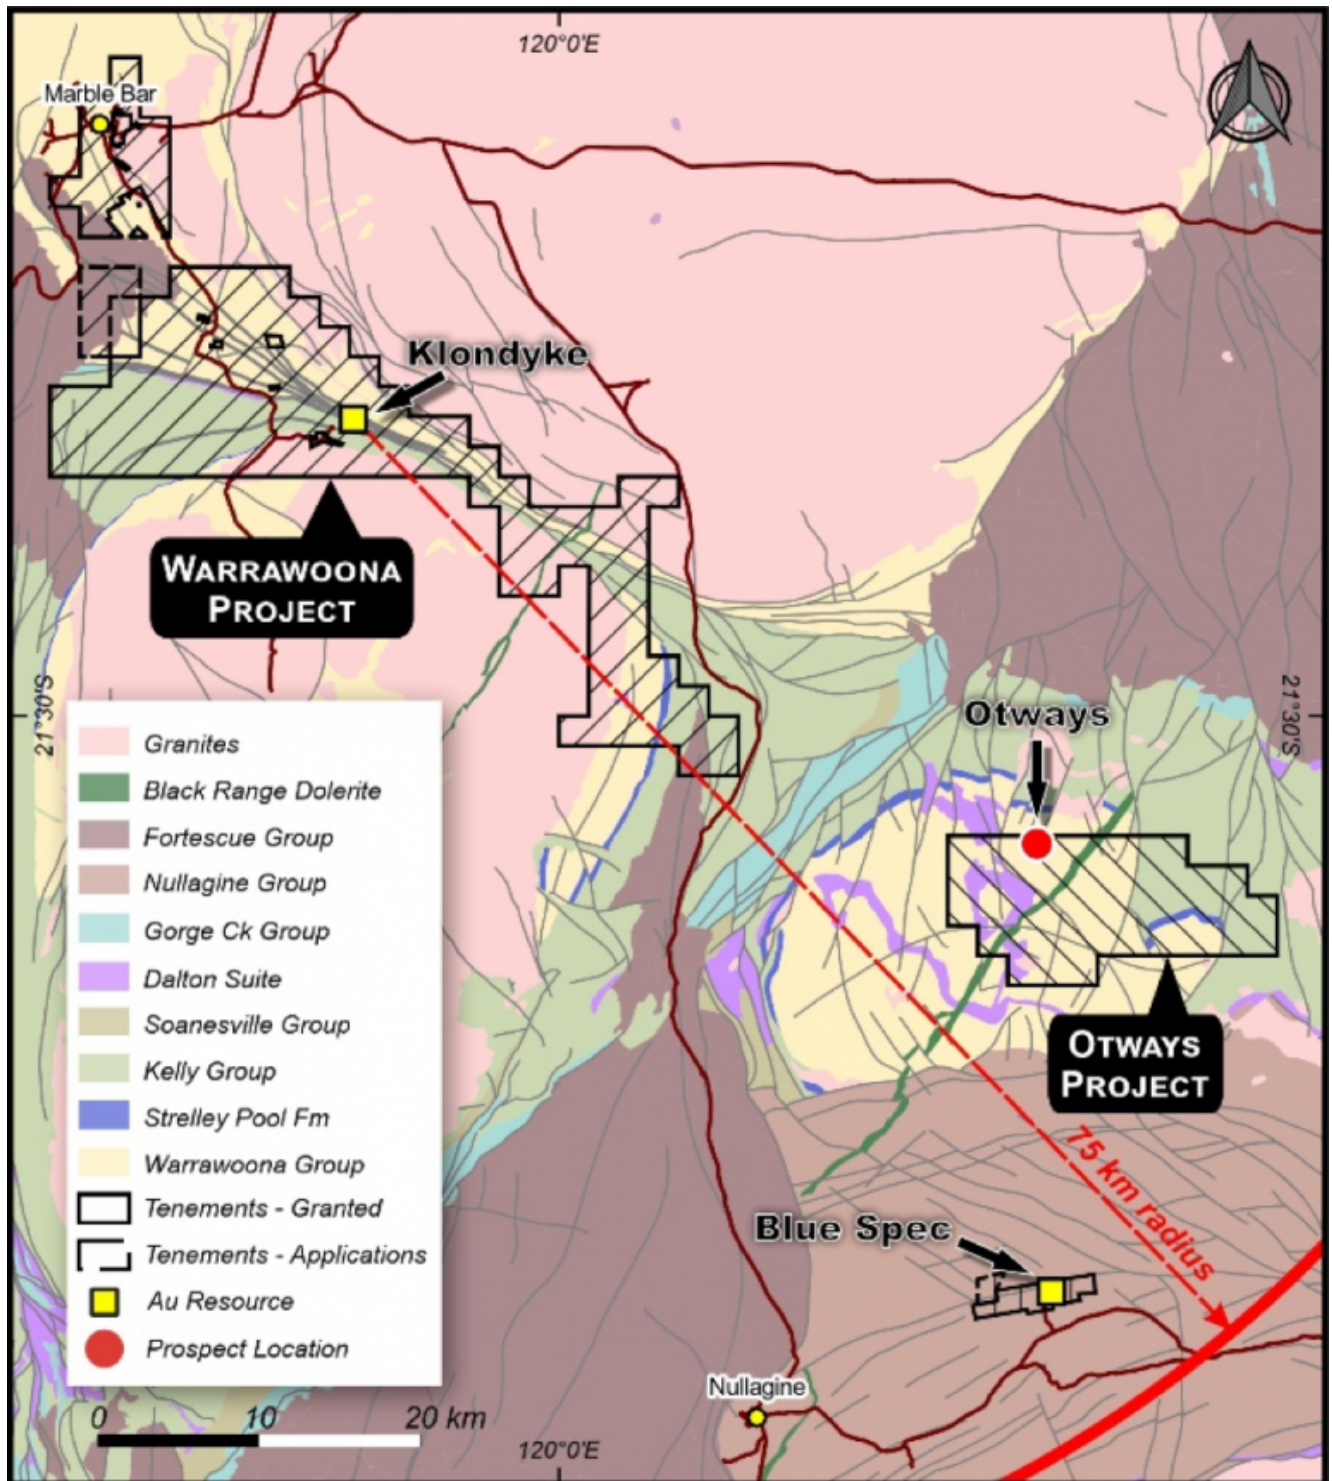 120°0'E
Marble Bar
Klondyke
WARRAWOONA
PROJECT
21°30'S
21°30'S
Otways
OTWAYS
PROJECT
75 km radius
Blue Spec
Nullagine
Granites
Black Range Dolerite
Fortescue Group
Nullagine Group
Gorge Ck Group
Dalton Suite
Soanesville Group
Kelly Group
Strelley Pool Fm
Warrawoona Group
Tenements - Granted
Tenements - Applications
Au Resource
Prospect Location
0 10 20 km
120°0'E